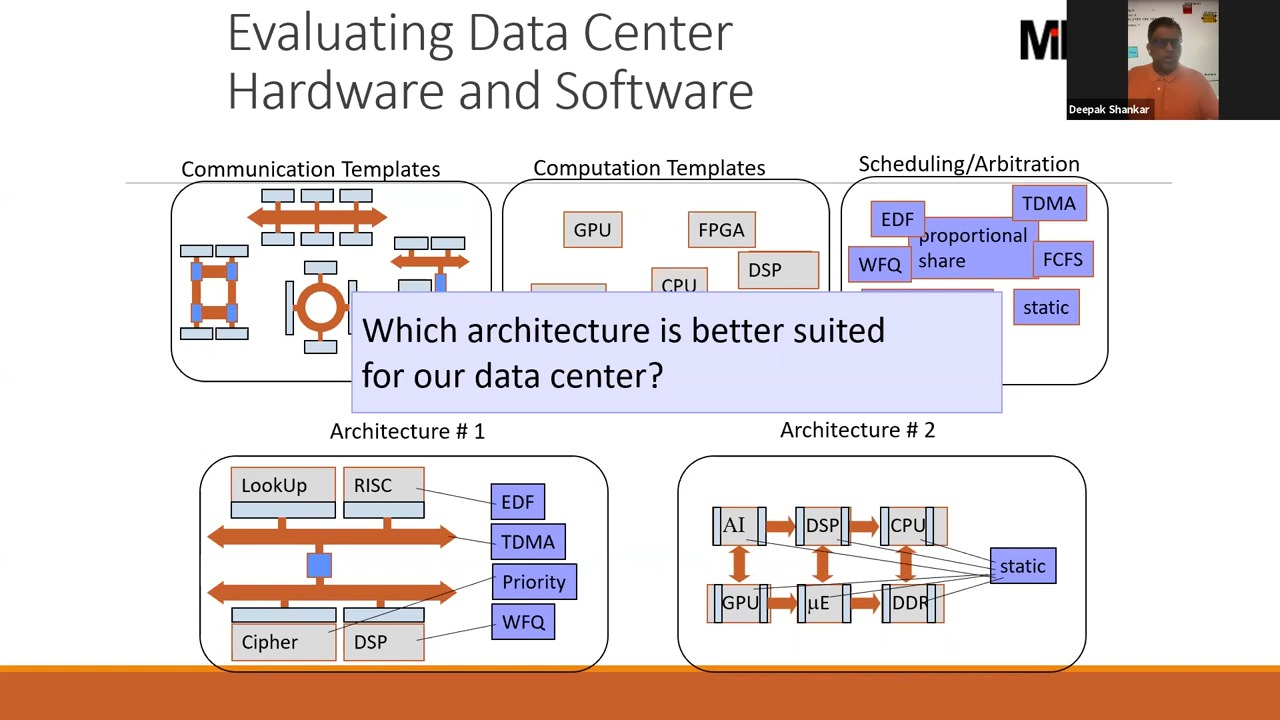 Evaluating Data Center
Hardware and Software
Deepak Shankar
Communication Templates
Computation Templates
Scheduling/Arbitration
GPU
FPGA
DSP
CPU
EDF
TDMA
proportional
share
WFQ
FCFS
static
Which architecture is better suited
for our data center?
Architecture # 1
LookUp
RISC
EDF
TDMA
Priority
WFQ
Cipher
DSP
Architecture # 2
AI
DSP
CPU
static
GPU
µE
DDR